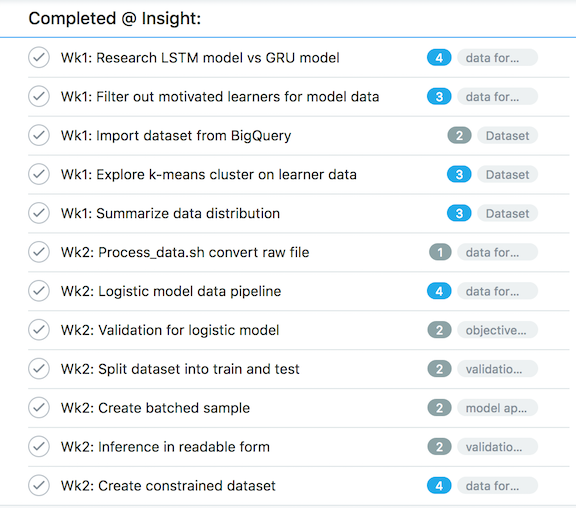 Completed @ Insight:
Wk1: Research LSTM model vs GRU model 4 data for...
Wk1: Filter out motivated learners for model data 3 data for...
Wk1: Import dataset from BigQuery 2 Dataset
Wk1: Explore k-means cluster on learner data 3 Dataset
Wk1: Summarize data distribution 3 Dataset
Wk2: Process_data.sh convert raw file 1 data for...
Wk2: Logistic model data pipeline 4 data for...
Wk2: Validation for logistic model 2 objective...
Wk2: Split dataset into train and test 2 validatio...
Wk2: Create batched sample 2 model ap...
Wk2: Inference in readable form 2 validatio...
Wk2: Create constrained dataset 4 data for...